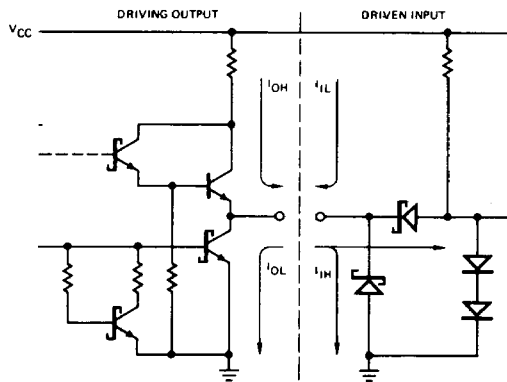 DRIVING OUTPUT
DRIVEN INPUT
VCC
IOH
IIL
IOL
IIH